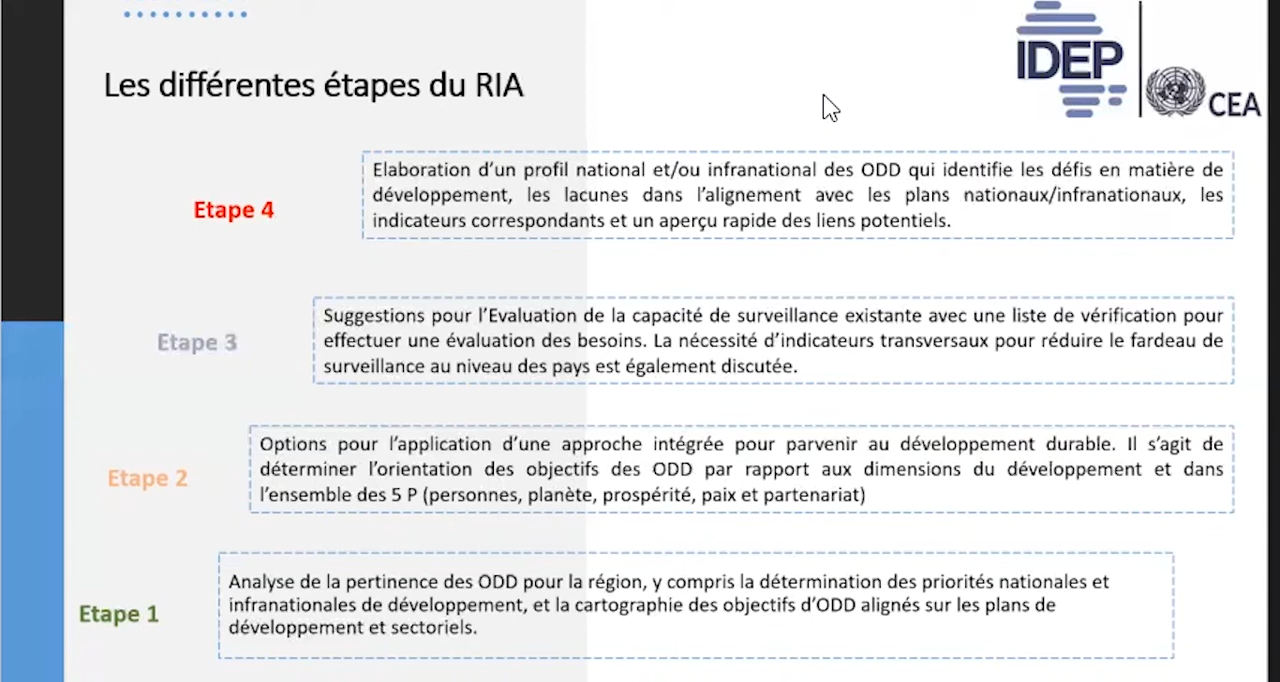 Les différentes étapes du RIA
IDEP
CEA
Etape 4
Elaboration d’un profil national et/ou infranational des ODD qui identifie les défis en matière de
développement, les lacunes dans l’alignement avec les plans nationaux/infranationaux, les
indicateurs correspondants et un aperçu rapide des liens potentiels.
Etape 3
Suggestions pour l’Evaluation de la capacité de surveillance existante avec une liste de vérification pour
effectuer une évaluation des besoins. La nécessité d’indicateurs transversaux pour réduire le fardeau de
surveillance au niveau des pays est également discutée.
Etape 2
Options pour l’application d’une approche intégrée pour parvenir au développement durable. Il s’agit de
déterminer l’orientation des objectifs des ODD par rapport aux dimensions du développement et dans
l’ensemble des 5 P (personnes, planète, prospérité, paix et partenariat)
Etape 1
Analyse de la pertinence des ODD pour la région, y compris la détermination des priorités nationales et
infranationales de développement, et la cartographie des objectifs d’ODD alignés sur les plans de
développement et sectoriels.